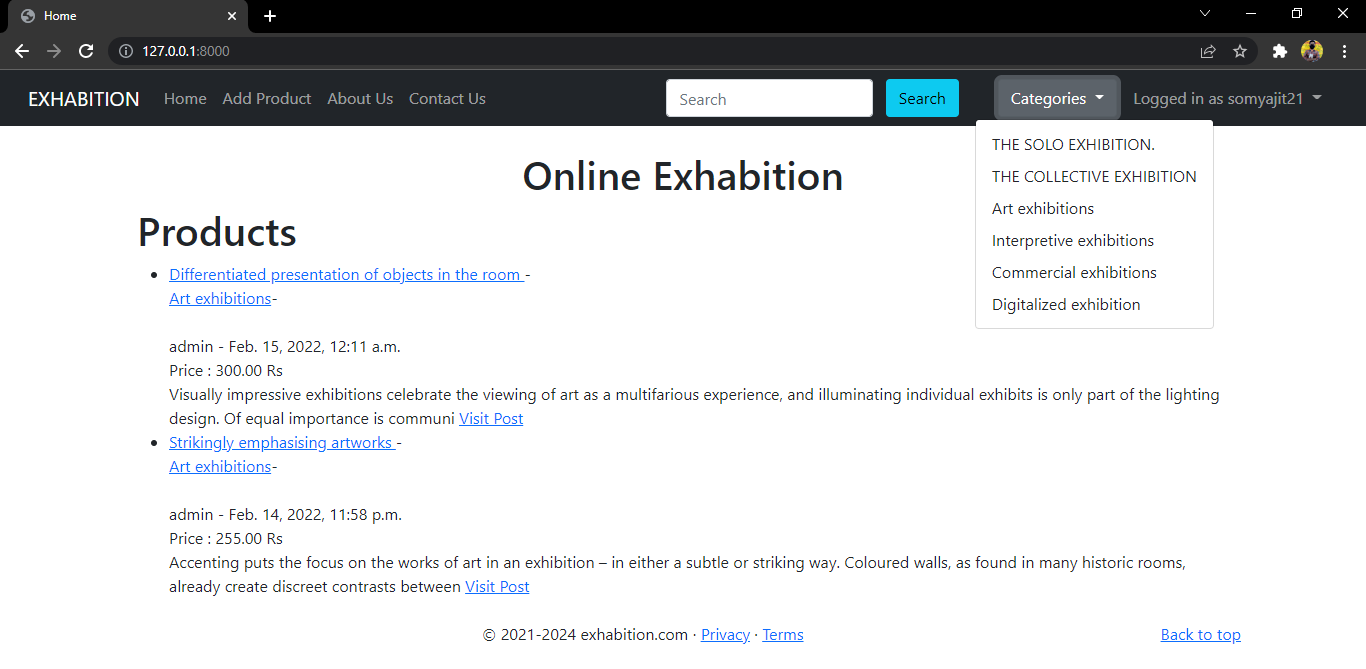 Home
127.0.0.1:8000
EXHABITION Home Add Product About Us Contact Us Search Search Categories Logged in as somyajit21
THE SOLO EXHIBITION.
THE COLLECTIVE EXHIBITION
Art exhibitions
Interpretive exhibitions
Commercial exhibitions
Digitalized exhibition
Online Exhabition
Products
Differentiated presentation of objects in the room -
Art exhibitions-
admin - Feb. 15, 2022, 12:11 a.m.
Price : 300.00 Rs
Visually impressive exhibitions celebrate the viewing of art as a multifarious experience, and illuminating individual exhibits is only part of the lighting
design. Of equal importance is communi Visit Post
Strikingly emphasising artworks -
Art exhibitions-
admin - Feb. 14, 2022, 11:58 p.m.
Price : 255.00 Rs
Accenting puts the focus on the works of art in an exhibition – in either a subtle or striking way. Coloured walls, as found in many historic rooms,
already create discreet contrasts between Visit Post
© 2021-2024 exhabition.com · Privacy · Terms Back to top